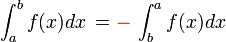 ∫_a^b f(x)dx = − ∫_b^a f(x)dx